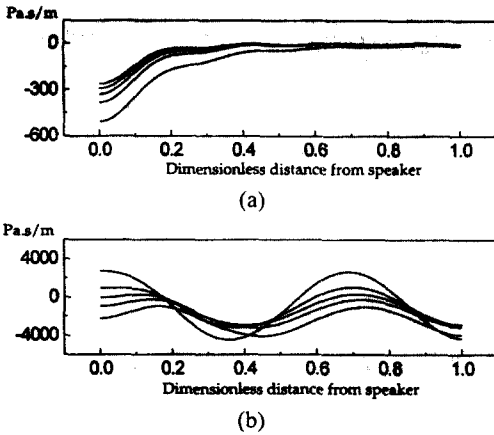 Pa.s/m
0
-300
-600
0.0 0.2 0.4 0.6 0.8 1.0
Dimensionless distance from speaker
(a)
Pa.s/m
4000
0
-4000
0.0 0.2 0.4 0.6 0.8 1.0
Dimensionless distance from speaker
(b)